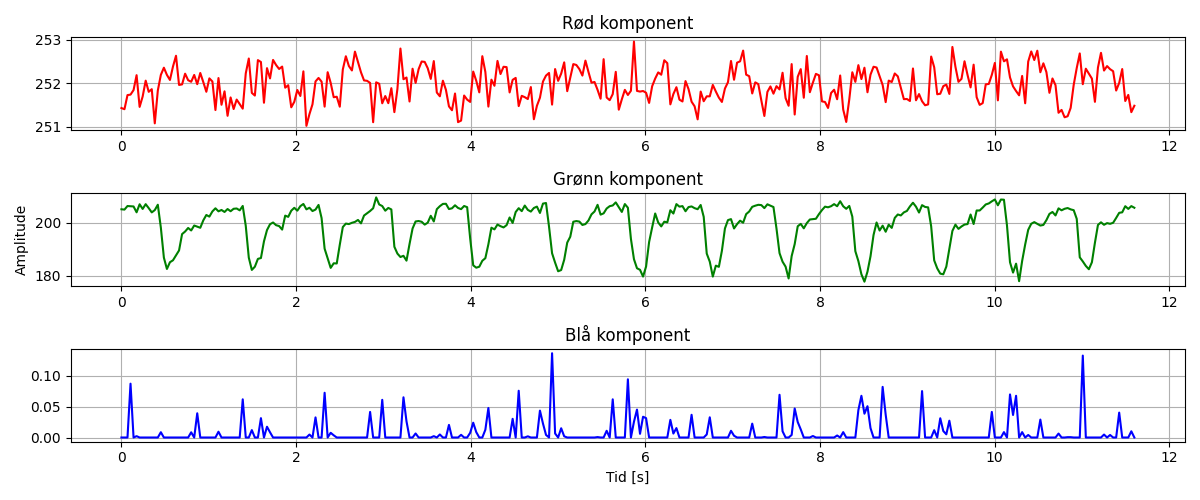 Rød komponent
253
252
251
0 2 4 6 8 10 12
Grønn komponent
Amplitude
200
180
0 2 4 6 8 10 12
Blå komponent
0.10
0.05
0.00
0 2 4 6 8 10 12
Tid [s]